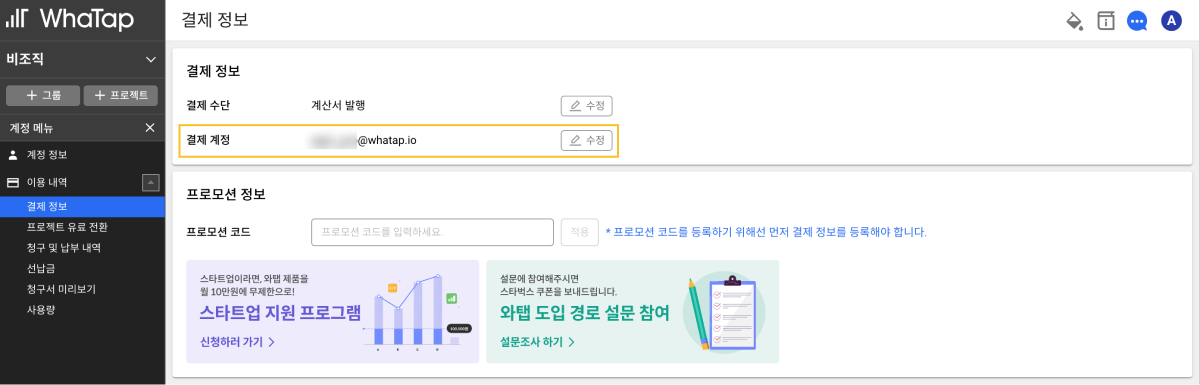 WhaTap
비조직
+ 그룹
+ 프로젝트
계정 메뉴
계정 정보
이용 내역
결제 정보
프로젝트 유료 전환
청구 및 납부 내역
선납금
청구서 미리보기
사용량
결제 정보
A
결제 정보
결제 수단 계산서 발행 수정
결제 계정 @whatap.io 수정
프로모션 정보
프로모션 코드 프로모션 코드를 입력하세요. 적용 * 프로모션 코드를 등록하기 위해선 먼저 결제 정보를 등록해야 합니다.
스타트업이라면, 와탭 제품을
월 10만원에 무제한으로!
스타트업 지원 프로그램
신청하러 가기 >
100,000원
A B C D
설문에 참여해주시면
스타벅스 쿠폰을 보내드립니다.
와탭 도입 경로 설문 참여
설문조사 하기 >